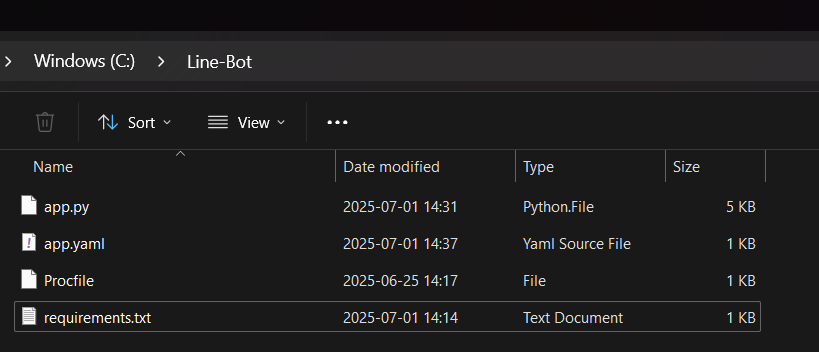 Windows (C:) Line-Bot
Sort View
Name Date modified Type Size
app.py 2025-07-01 14:31 Python.File 5 KB
app.yaml 2025-07-01 14:37 Yaml Source File 1 KB
Procfile 2025-06-25 14:17 File 1 KB
requirements.txt 2025-07-01 14:14 Text Document 1 KB